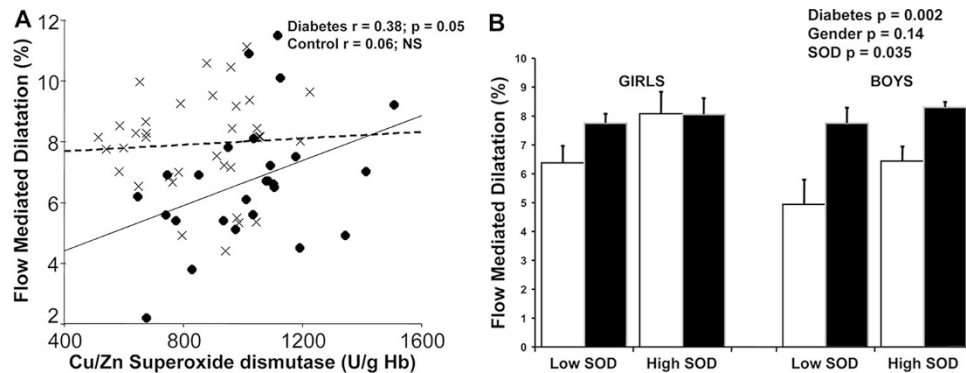 A
Diabetes r = 0.38; p = 0.05
Control r = 0.06; NS
Flow Mediated Dilatation (%)
12
10
8
6
4
2
400
800
1200
1600
Cu/Zn Superoxide dismutase (U/g Hb)
B
Diabetes p = 0.002
Gender p = 0.14
SOD p = 0.035
GIRLS
BOYS
Flow Mediated Dilatation (%)
10
9
8
7
6
5
4
3
2
1
0
Low SOD
High SOD
Low SOD
High SOD